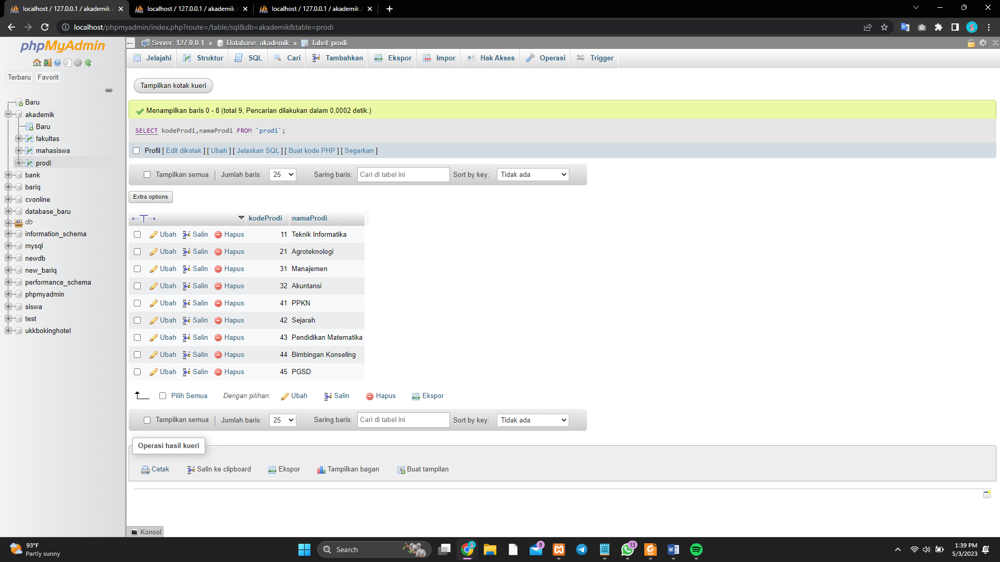 localhost / 127.0.0.1 / akademik / localhost / 127.0.0.1 / akademik / localhost / 127.0.0.1 / akademik
localhost/phpmyadmin/index.php?route=/table/sql&db=akademik&table=prodi
phpMyAdmin
Terbaru Favorit
Baru
akademik
Baru
fakultas
mahasiswa
prodi
bank
bariq
cvonline
database_baru
db
information_schema
mysql
newdb
new_bariq
performance_schema
phpmyadmin
siswa
test
ukkbokinghotel
Server: 127.0.0.1 » Database: akademik » Tabel: prodi
Jelajahi Struktur SQL Cari Tambahkan Ekspor Impor Hak Akses Operasi Trigger
Tampilkan kotak kueri
Menampilkan baris 0 - 8 (total 9, Pencarian dilakukan dalam 0,0002 detik.)
SELECT kodeProdi,namaProdi FROM `prodi`;
Profil [ Edit dikotak ] [ Ubah ] [ Jelaskan SQL ] [ Buat kode PHP ] [ Segarkan ]
Tampilkan semua Jumlah baris: 25 Saring baris: Cari di tabel ini Sort by key: Tidak ada
Extra options
←T→ kodeProdi namaProdi
Ubah Salin Hapus 11 Teknik Informatika
Ubah Salin Hapus 21 Agroteknologi
Ubah Salin Hapus 31 Manajemen
Ubah Salin Hapus 32 Akuntansi
Ubah Salin Hapus 41 PPKN
Ubah Salin Hapus 42 Sejarah
Ubah Salin Hapus 43 Pendidikan Matematika
Ubah Salin Hapus 44 Bimbingan Konseling
Ubah Salin Hapus 45 PGSD
Pilih Semua Dengan pilihan: Ubah Salin Hapus Ekspor
Tampilkan semua Jumlah baris: 25 Saring baris: Cari di tabel ini Sort by key: Tidak ada
Operasi hasil kueri
Cetak Salin ke clipboard Ekspor Tampilkan bagan Buat tampilan
Konsol
93°F
Partly sunny
Search
9
13
1:39 PM
5/3/2023